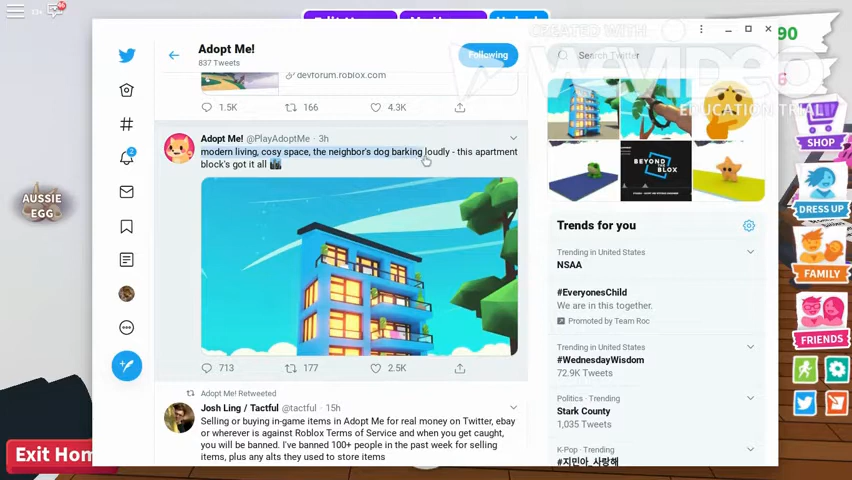 CREATED WITH
WeVideo
EDUCATION TRIAL
Adopt Me!
837 Tweets
Following
Search Twitter
devforum.roblox.com
1.5K
166
4.3K
Adopt Me! @PlayAdoptMe · 3h
modern living, cosy space, the neighbor's dog barking loudly - this apartment
block's got it all
713
177
2.5K
Adopt Me! Retweeted
Josh Ling / Tactful @tactful · 15h
Selling or buying in-game items in Adopt Me for real money on Twitter, ebay
or wherever is against Roblox Terms of Service and when you get caught,
you will be banned. I've banned 100+ people in the past week for selling
items, plus any alts they used to store items
BEYOND
BLOX
Trends for you
Trending in United States
NSAA
#EveryonesChild
We are in this together.
Promoted by Team Roc
Trending in United States
#WednesdayWisdom
72.9K Tweets
Politics · Trending
Stark County
1,035 Tweets
K-Pop · Trending
#지민아_사랑해
AUSSIE
EGG
2
90
SHOP
DRESS UP
FAMILY
FRIENDS